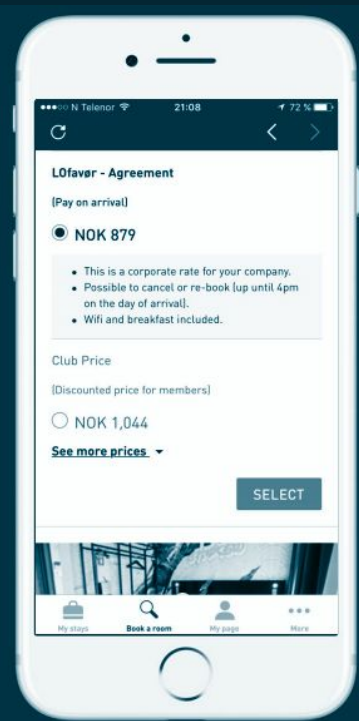 N Telenor 21:08 72 %
LOfavør - Agreement
(Pay on arrival)
NOK 879
• This is a corporate rate for your company.
• Possible to cancel or re-book (up until 4pm
on the day of arrival).
• Wifi and breakfast included.
Club Price
(Discounted price for members)
NOK 1,044
See more prices
SELECT
My stays Book a room My page More